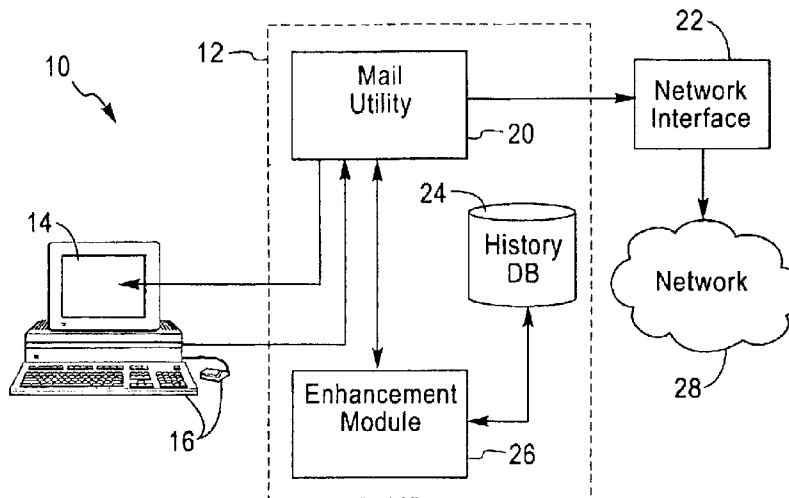 10
12
Mail
Utility
20
22
Network
Interface
14
24
History
DB
Network
28
16
Enhancement
Module
26